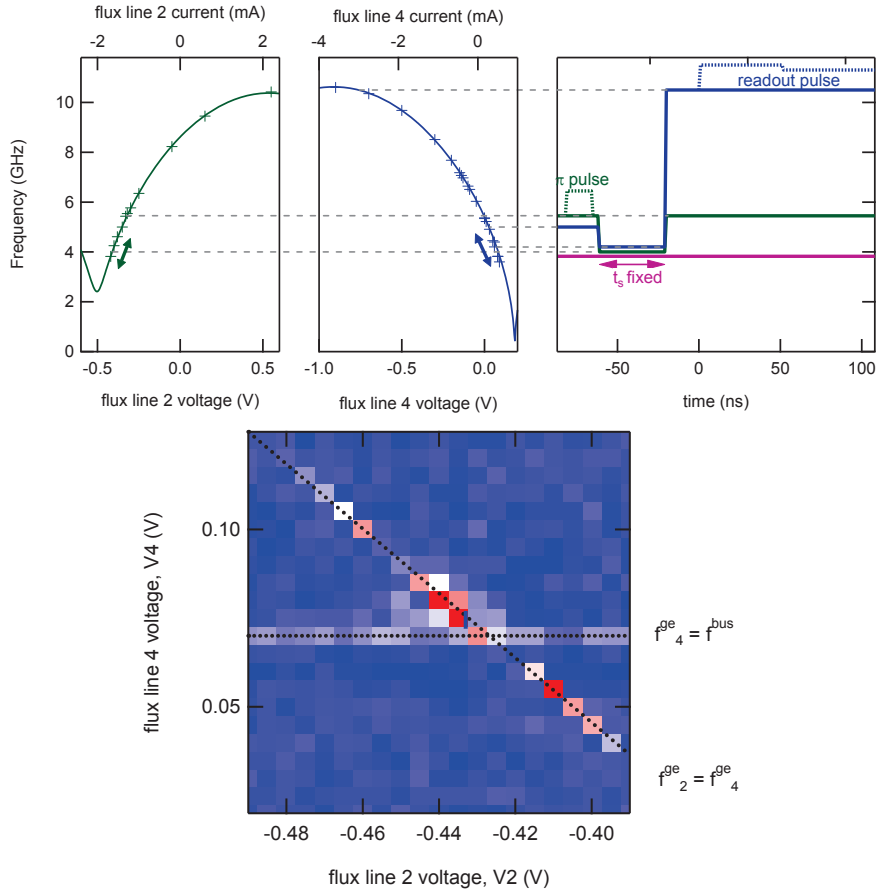 flux line 2 current (mA)
-2 0 2
flux line 4 current (mA)
-4 -2 0
Frequency (GHz)
10
8
6
4
2
0
-0.5 0.0 0.5
flux line 2 voltage (V)
-1.0 -0.5 0.0
flux line 4 voltage (V)
readout pulse
π pulse
ts fixed
-50 0 50 100
time (ns)
flux line 4 voltage, V4 (V)
0.10
0.05
f4ge = fbus
f2ge = f4ge
-0.48 -0.46 -0.44 -0.42 -0.40
flux line 2 voltage, V2 (V)